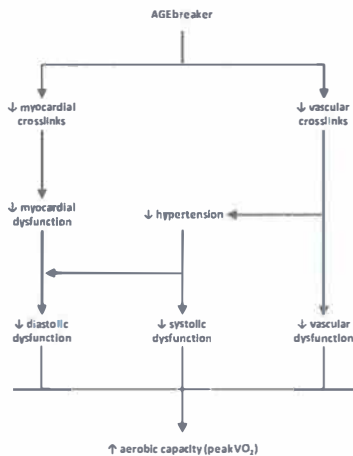 AGEbreaker
↓ myocardial
crosslinks
↓ vascular
crosslinks
↓ myocardial
dysfunction
↓ hypertension
↓ diastolic
dysfunction
↓ systolic
dysfunction
↓ vascular
dysfunction
↑ aerobic capacity (peak VO₂)